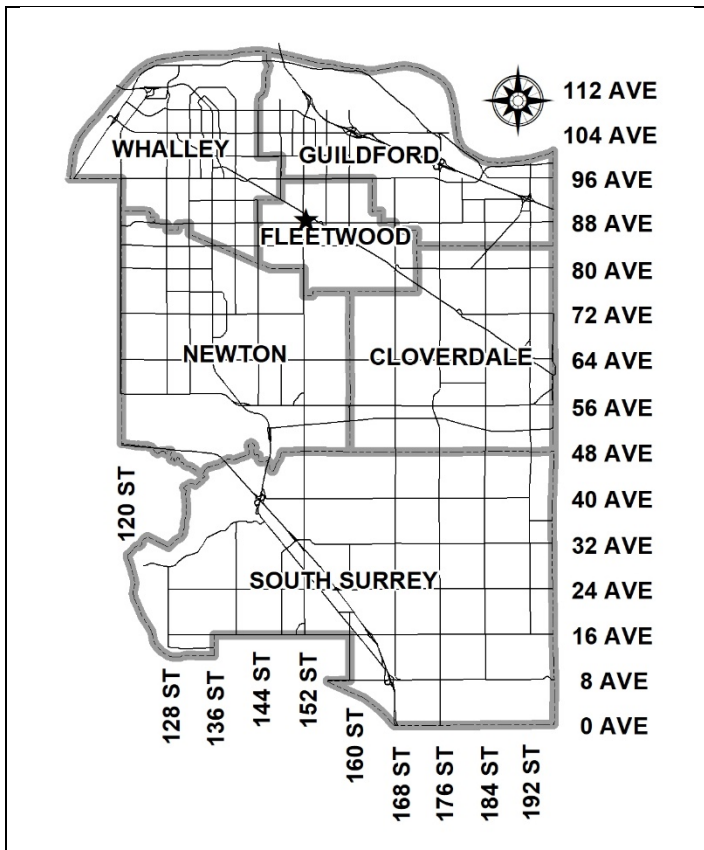 112 AVE
104 AVE
WHALLEY
GUILDFORD
96 AVE
88 AVE
FLEETWOOD
80 AVE
72 AVE
NEWTON
CLOVERDALE
64 AVE
56 AVE
48 AVE
120 ST
40 AVE
32 AVE
SOUTH SURREY
24 AVE
16 AVE
8 AVE
0 AVE
128 ST
136 ST
144 ST
152 ST
160 ST
168 ST
176 ST
184 ST
192 ST